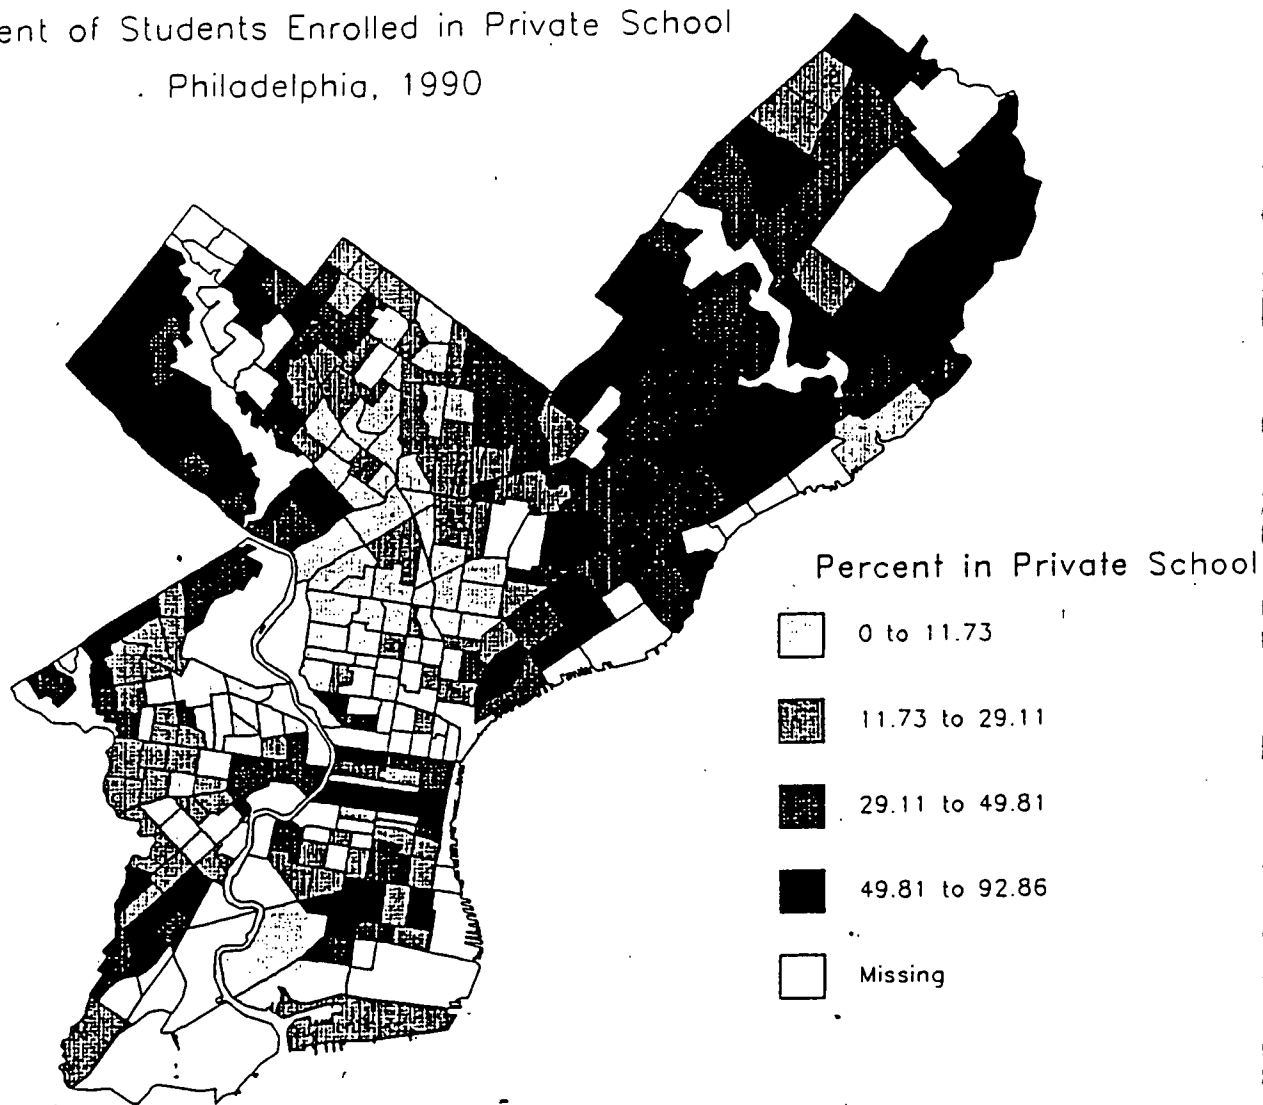 ent of Students Enrolled in Private School
Philadelphia, 1990
Percent in Private School
0 to 11.73
11.73 to 29.11
29.11 to 49.81
49.81 to 92.86
Missing